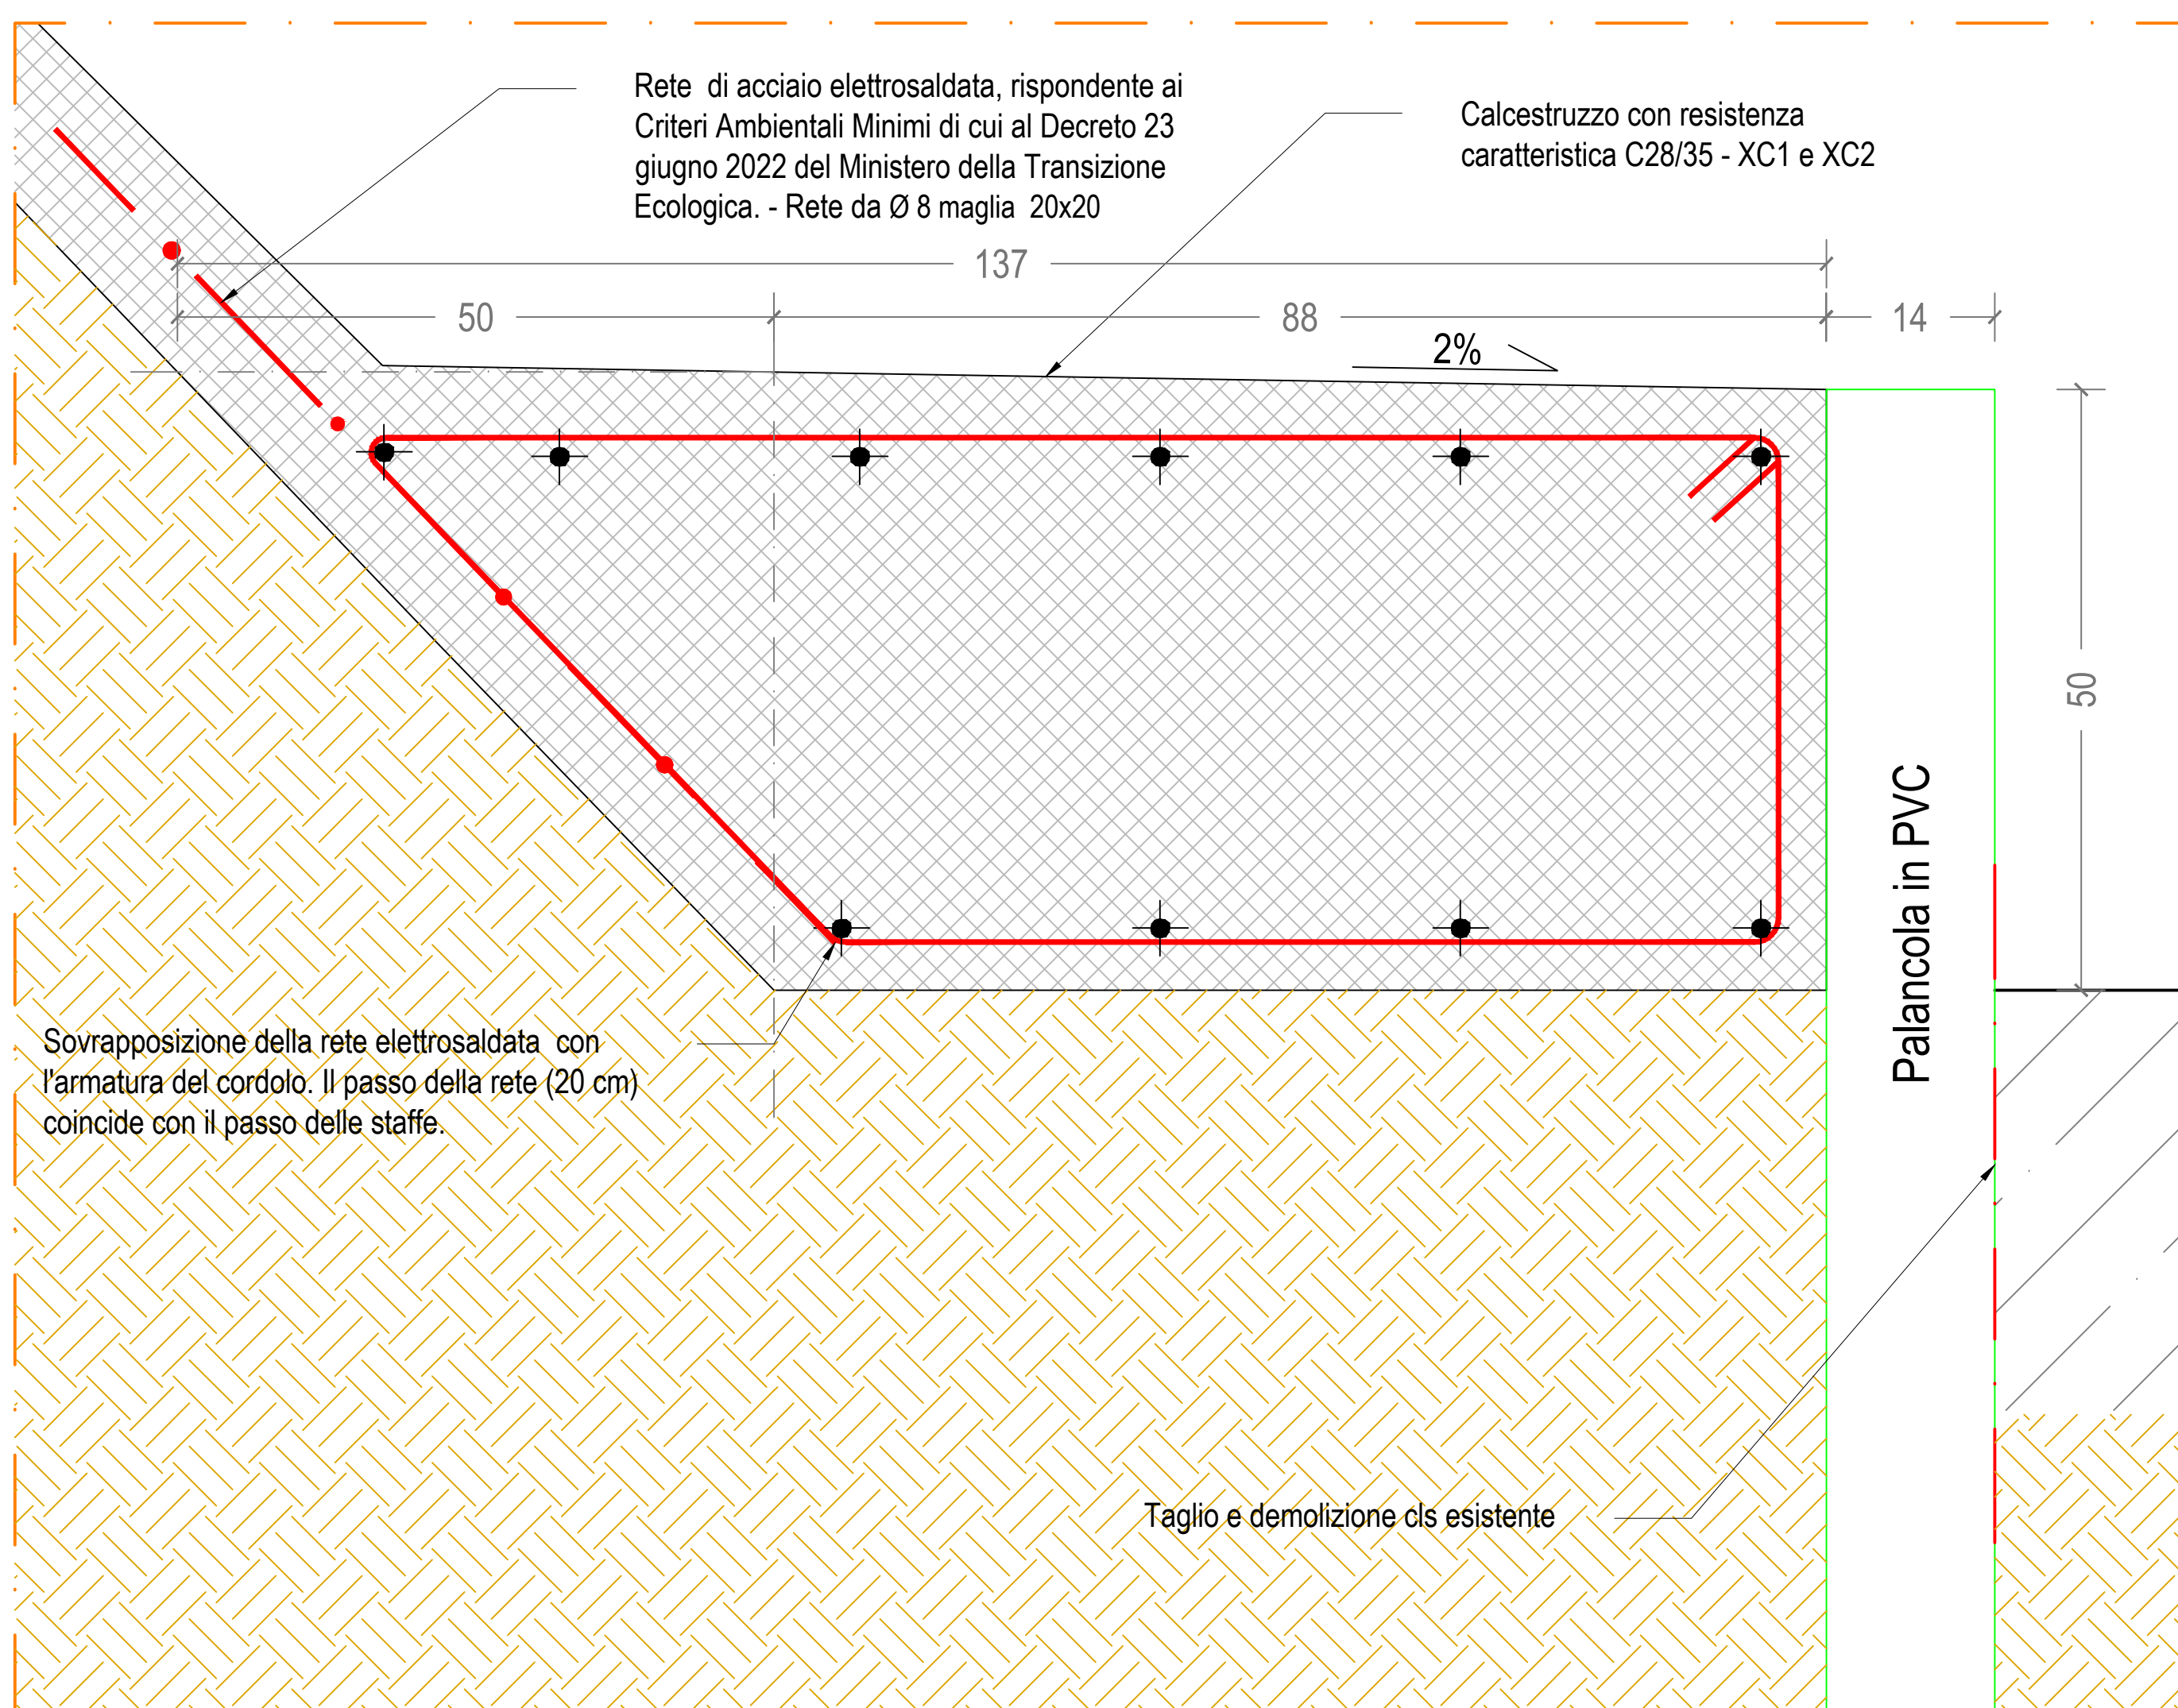 Rete di acciaio elettrosaldata, rispondente ai
Criteri Ambientali Minimi di cui al Decreto 23
giugno 2022 del Ministero della Transizione
Ecologica. - Rete da Ø 8 maglia 20x20
Calcestruzzo con resistenza
caratteristica C28/35 - XC1 e XC2
137
50
88
14
2%
50
Palancola in PVC
Sovrapposizione della rete elettrosaldata con
l'armatura del cordolo. Il passo della rete (20 cm)
coincide con il passo delle staffe.
Taglio e demolizione cls esistente